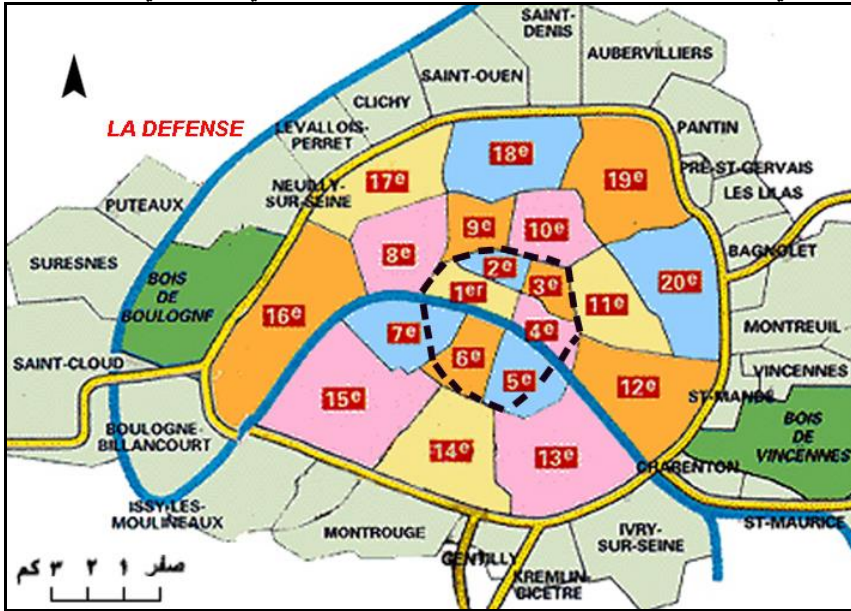 SAINT-
DENIS
AUBERVILLIERS
SAINT-OUEN
CLICHY
LA DEFENSE
LEVALLOIS-
PERRET
PANTIN
18e
PRE-ST-GERVAIS
17e
19e
NEUILLY-
SUR-SEINE
LES LILAS
PUTEAUX
9e
10e
BAGNOLET
SURESNES
8e
BOIS
DE
BOULOGNE
2e
3e
20e
1er
11e
16e
MONTREUIL
7e
4e
SAINT-CLOUD
6e
VINCENNES
5e
12e
ST-MANDÉ
15e
BOIS
DE
VINCENNES
BOULOGNE-
BILLANCOURT
14e
13e
CHARENTON
ISSY-LES-
MOULINEAUX
ST-MAURICE
MONTROUGE
IVRY-
SUR-SEINE
GENTILLY
KREMLIN-
BICETRE
صفر ١ ٢ ٣ كم